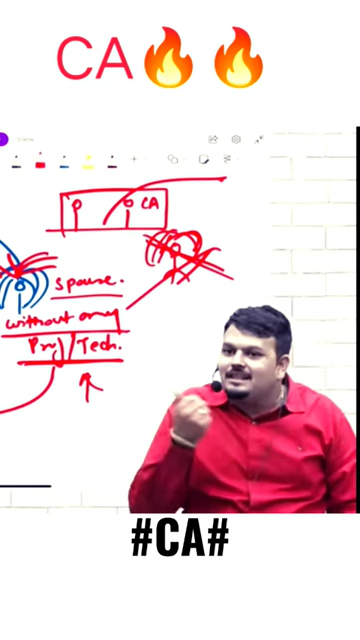 CA🔥🔥
CA
Spouse.
without any
Prof/Tech.
#CA#